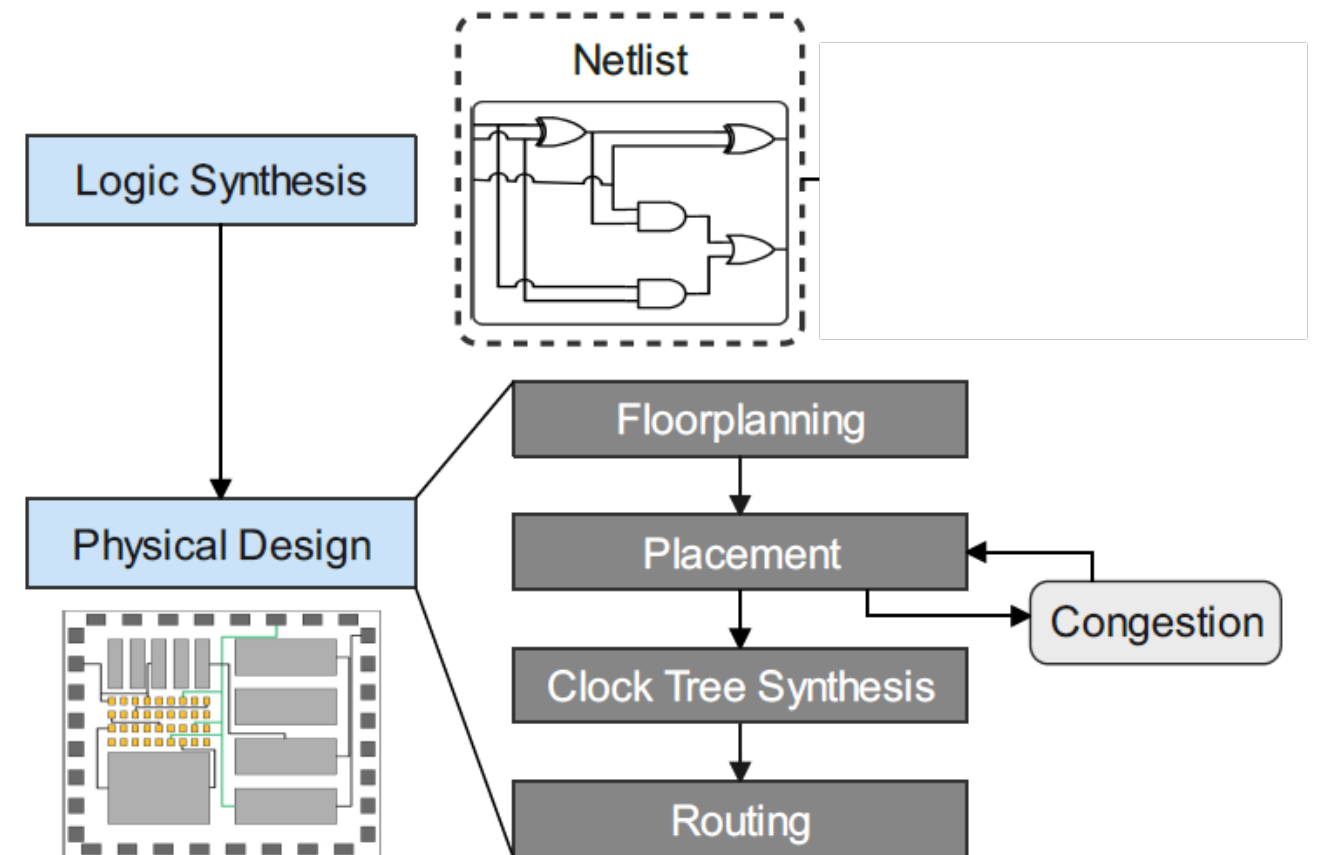 Netlist
Logic Synthesis
Floorplanning
Physical Design
Placement
Congestion
Clock Tree Synthesis
Routing